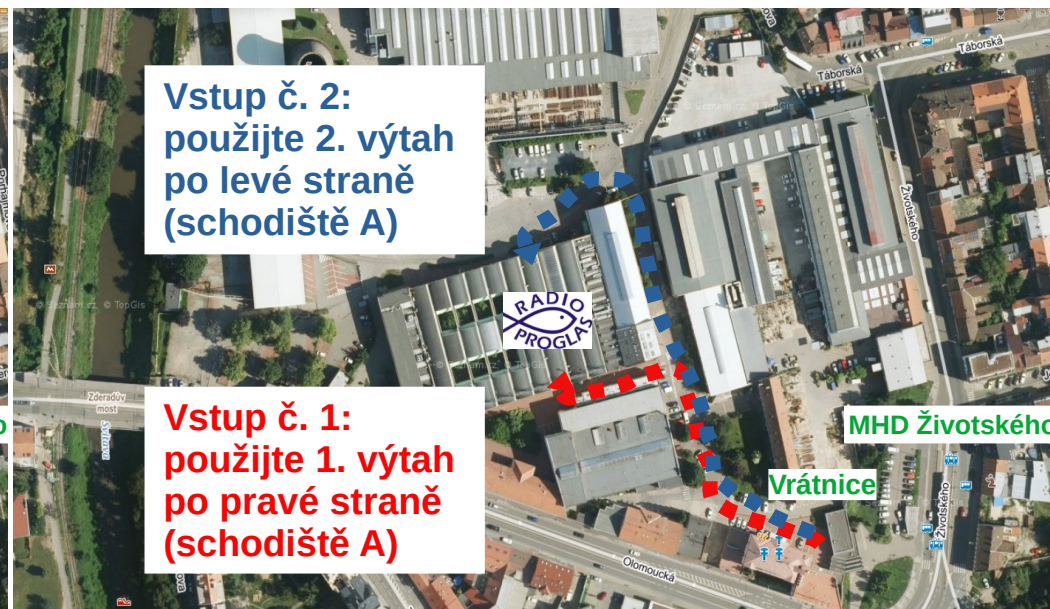 Vstup č. 2:
použijte 2. výtah
po levé straně
(schodiště A)
Táborská
Táborská
Životského
© Seznam.cz, © TopGis
RADIO
PROGLAS
Zderadův
most
Svitava
Vstup č. 1:
použijte 1. výtah
po pravé straně
(schodiště A)
MHD Životského
Vrátnice
Životského
Olomoucká